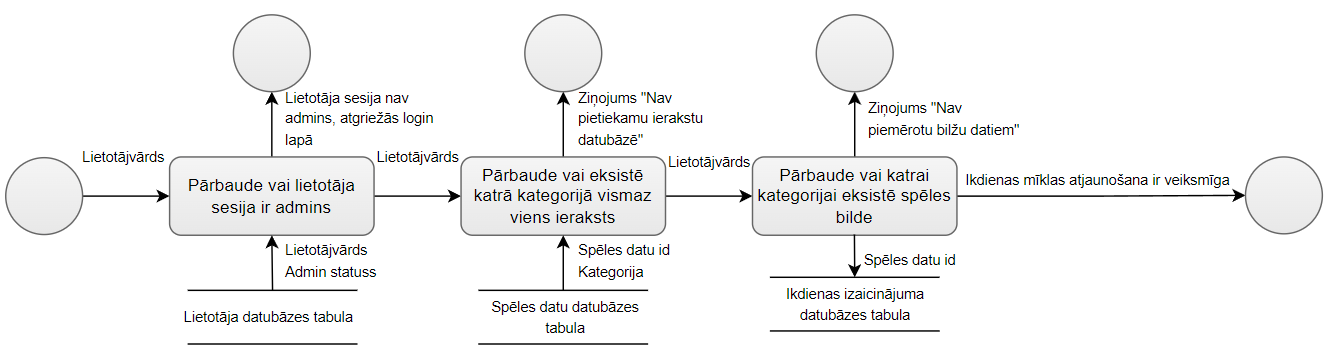 Lietotāja sesija nav
admins, atgriežās login
lapā
Ziņojums "Nav
pietiekamu ierakstu
datubāzē"
Ziņojums "Nav
piemērotu bilžu datiem"
Lietotājvārds
Pārbaude vai lietotāja
sesija ir admins
Lietotājvārds
Pārbaude vai eksistē
katrā kategorijā vismaz
viens ieraksts
Lietotājvārds
Pārbaude vai katrai
kategorijai eksistē spēles
bilde
Ikdienas mīklas atjaunošana ir veiksmīga
Lietotājvārds
Admin statuss
Spēles datu id
Kategorija
Spēles datu id
Lietotāja datubāzes tabula
Spēles datu datubāzes
tabula
Ikdienas izaicinājuma
datubāzes tabula